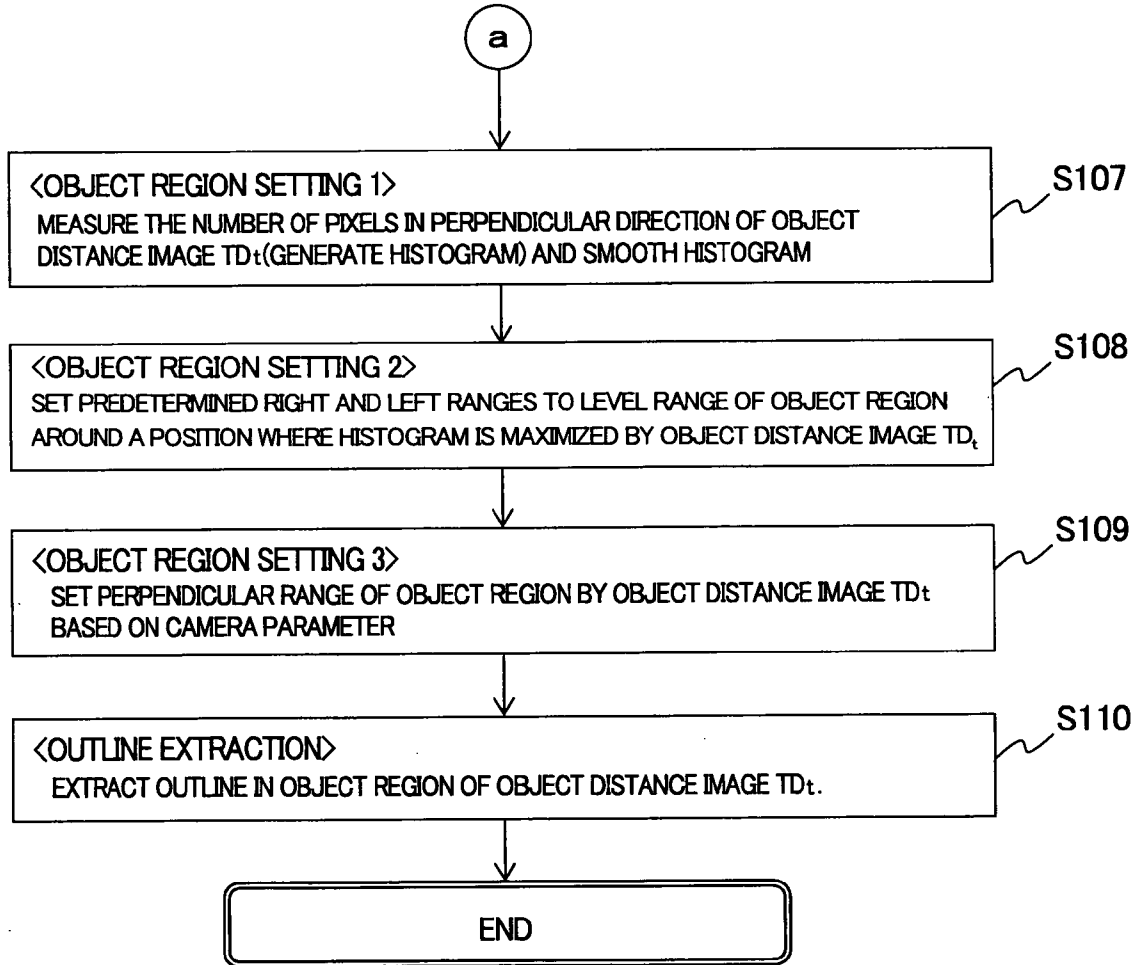 a
<OBJECT REGION SETTING 1>
S107
MEASURE THE NUMBER OF PIXELS IN PERPENDICULAR DIRECTION OF OBJECT
DISTANCE IMAGE TDt(GENERATE HISTOGRAM) AND SMOOTH HISTOGRAM
<OBJECT REGION SETTING 2>
S108
SET PREDETERMINED RIGHT AND LEFT RANGES TO LEVEL RANGE OF OBJECT REGION
AROUND A POSITION WHERE HISTOGRAM IS MAXIMIZED BY OBJECT DISTANCE IMAGE TDt
<OBJECT REGION SETTING 3>
S109
SET PERPENDICULAR RANGE OF OBJECT REGION BY OBJECT DISTANCE IMAGE TDt
BASED ON CAMERA PARAMETER
<OUTLINE EXTRACTION>
S110
EXTRACT OUTLINE IN OBJECT REGION OF OBJECT DISTANCE IMAGE TDt.
END